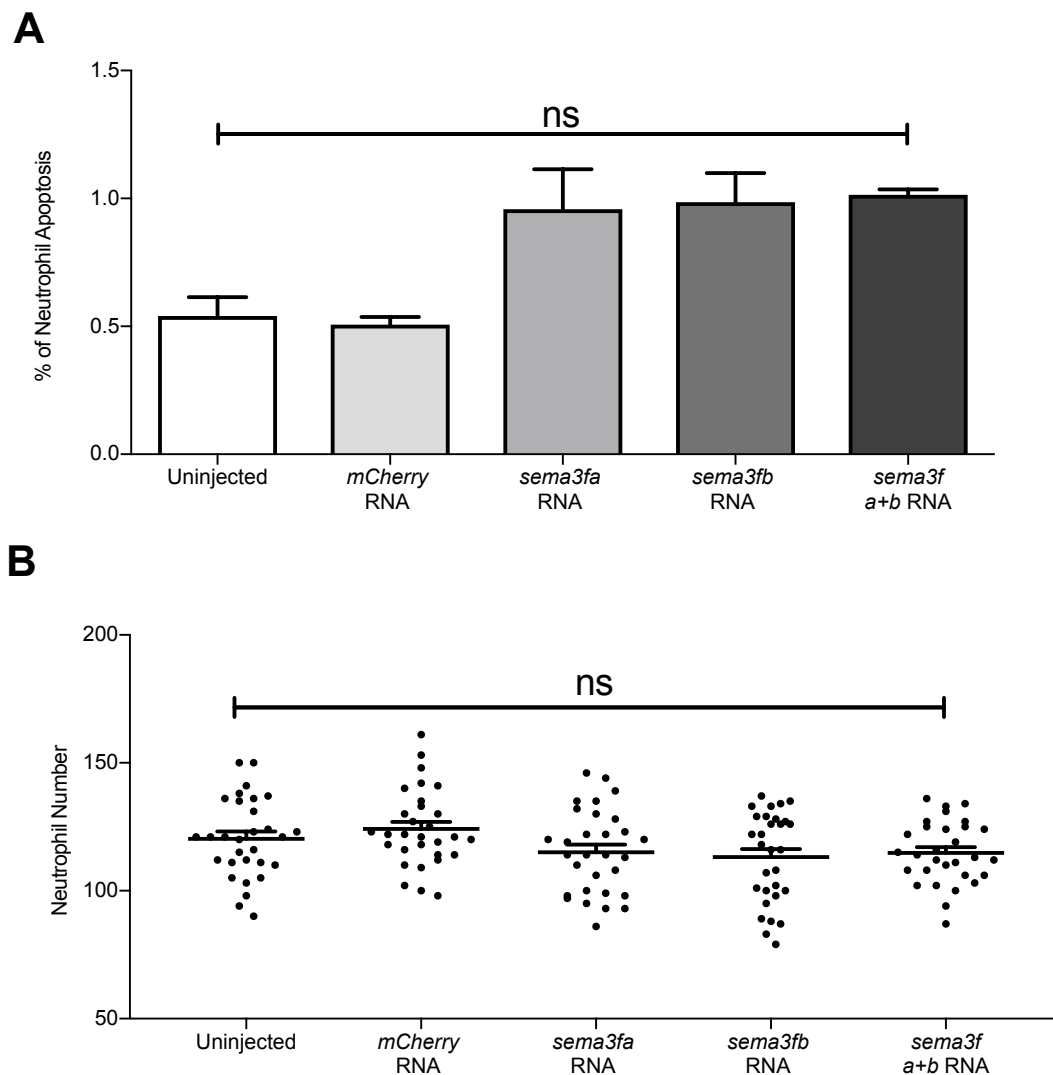 A
1.5
ns
1.0
% of Neutrophil Apoptosis
0.5
0.0
Uninjected
mCherry
RNA
sema3fa
RNA
sema3fb
RNA
sema3f
a+b RNA
B
200
ns
150
Neutrophil Number
100
50
Uninjected
mCherry
RNA
sema3fa
RNA
sema3fb
RNA
sema3f
a+b RNA